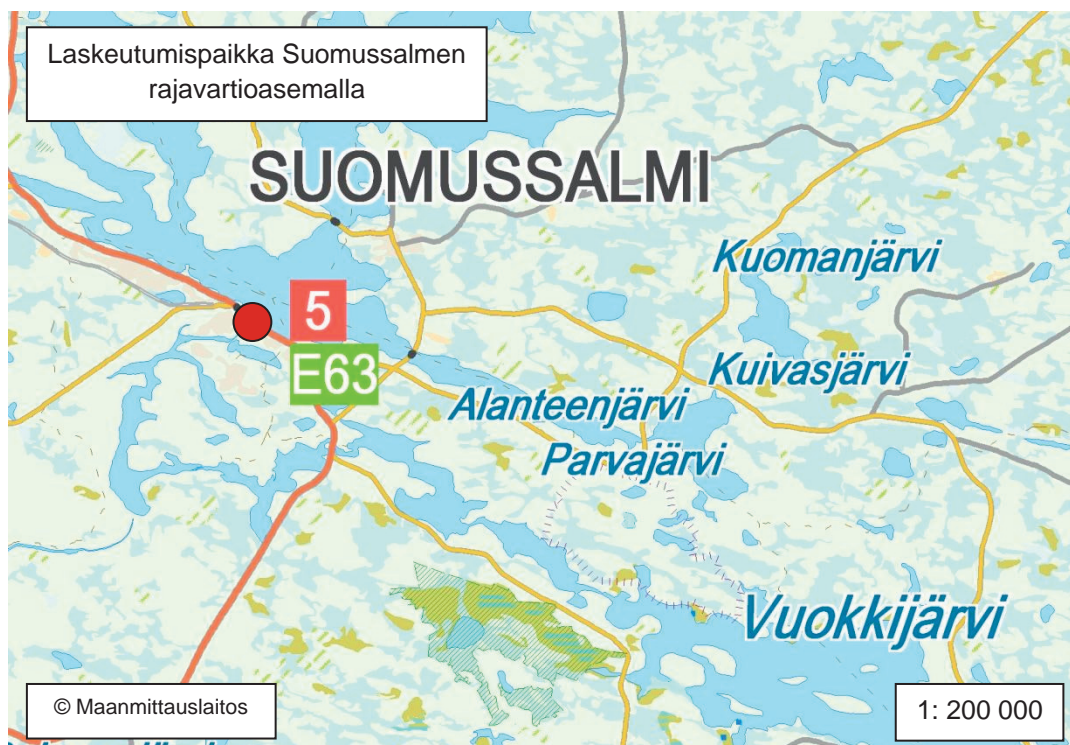 Laskeutumispaikka Suomussalmen
rajavartioasemalla
SUOMUSSALMI
Kuomanjärvi
5
E63
Kuivasjärvi
Alanteenjärvi
Parvajärvi
Vuokkijärvi
© Maanmittauslaitos
1: 200 000